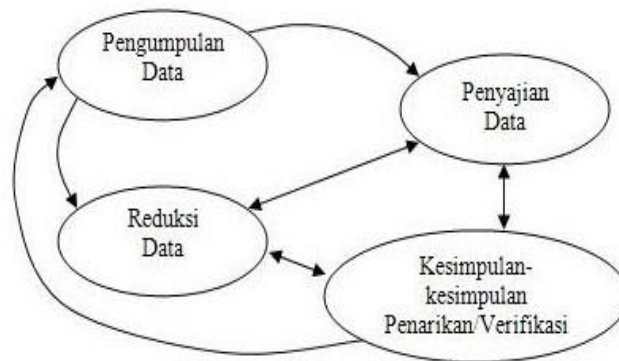 Pengumpulan
Data
Penyajian
Data
Reduksi
Data
Kesimpulan-
kesimpulan
Penarikan/Verifikasi